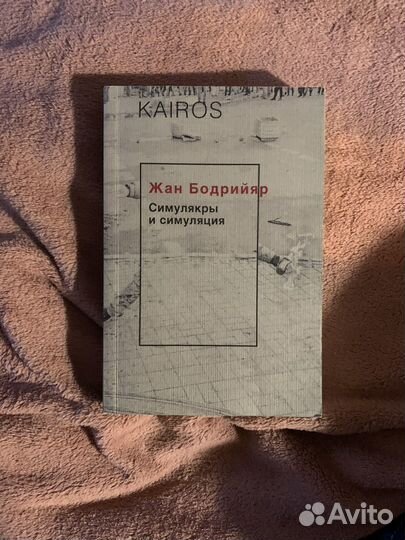 KAIROS
Жан Бодрийяр
Симулякры
и симуляция
Avito